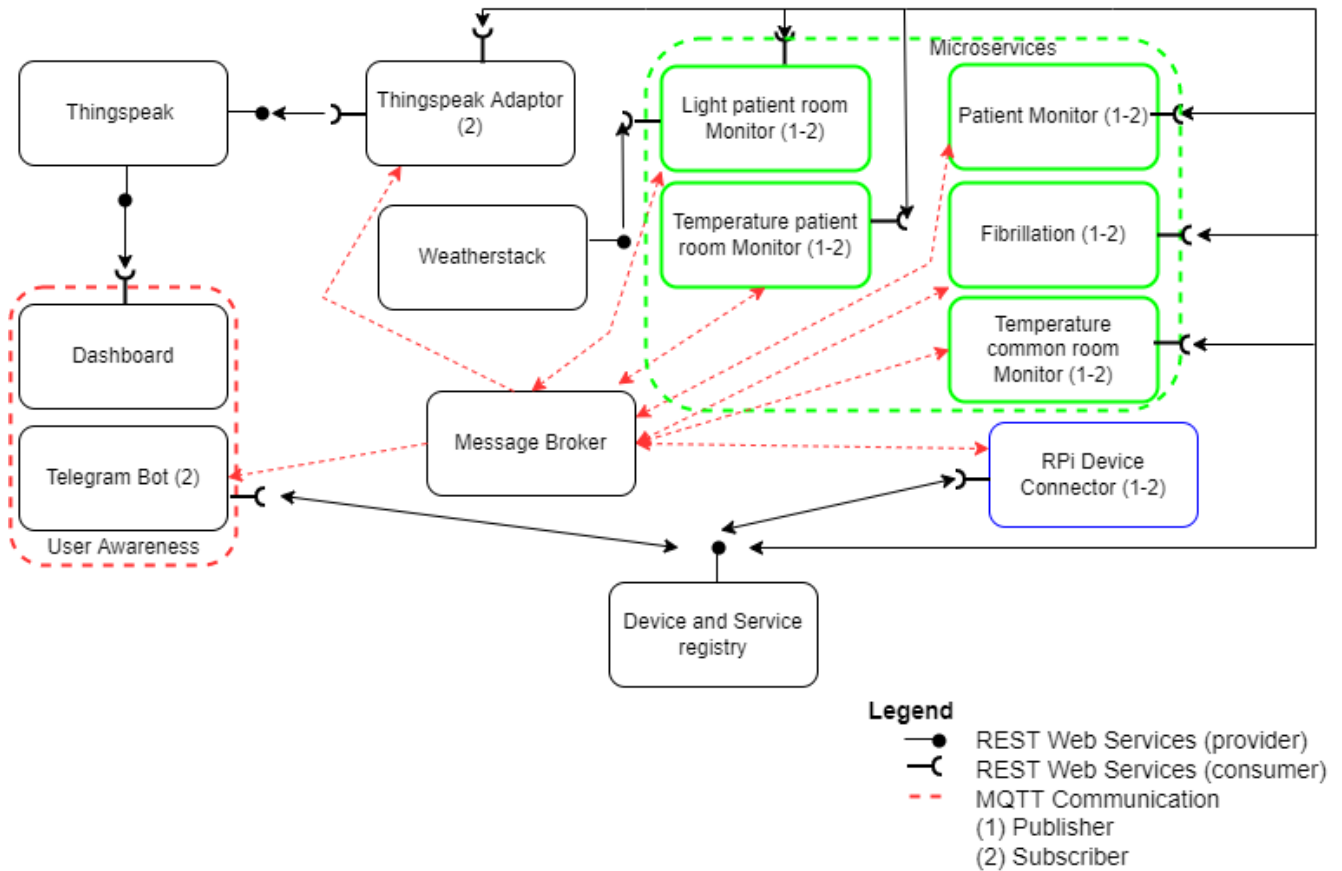 Microservices
Thingspeak
Thingspeak Adaptor
(2)
Light patient room
Monitor (1-2)
Patient Monitor (1-2)
Weatherstack
Temperature patient
room Monitor (1-2)
Fibrillation (1-2)
Dashboard
Temperature
common room
Monitor (1-2)
Message Broker
Telegram Bot (2)
RPi Device
Connector (1-2)
User Awareness
Device and Service
registry
Legend
REST Web Services (provider)
REST Web Services (consumer)
MQTT Communication
(1) Publisher
(2) Subscriber